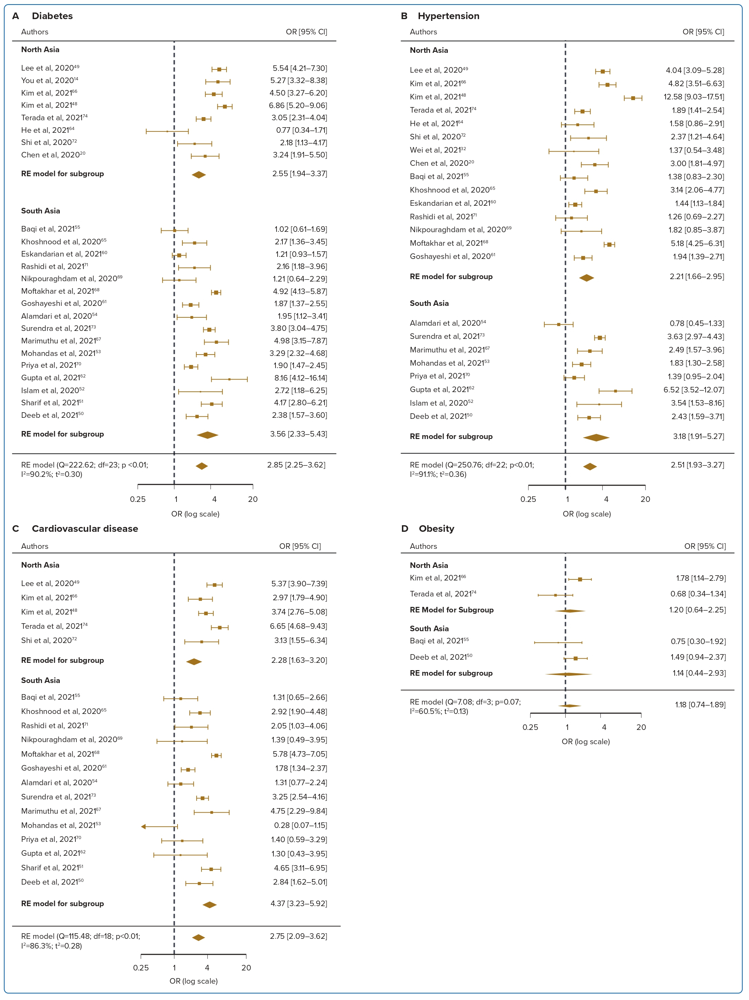 A Diabetes
Authors OR [95% CI]
North Asia
Lee et al, 2020⁴⁹ 5.54 [4.21–7.30]
You et al, 2020¹⁴ 5.27 [3.32–8.38]
Kim et al, 2021⁶⁶ 4.50 [3.27–6.20]
Kim et al, 2021⁴⁸ 6.86 [5.20–9.06]
Terada et al, 2021⁷⁴ 3.05 [2.31–4.04]
He et al, 2021⁶⁴ 0.77 [0.34–1.71]
Shi et al, 2020⁷² 2.18 [1.13–4.17]
Chen et al, 2020²⁰ 3.24 [1.91–5.50]
RE model for subgroup 2.55 [1.94–3.37]
South Asia
Baqi et al, 2021⁵⁵ 1.02 [0.61–1.69]
Khoshnood et al, 2020⁶⁵ 2.17 [1.36–3.45]
Eskandarian et al, 2021⁶⁰ 1.21 [0.93–1.57]
Rashidi et al, 2021⁷¹ 2.16 [1.18–3.96]
Nikpouraghdam et al, 2020⁶⁹ 1.21 [0.64–2.29]
Moftakhar et al, 2021⁶⁸ 4.92 [4.13–5.87]
Goshayeshi et al, 2020⁶¹ 1.87 [1.37–2.55]
Alamdari et al, 2020⁵⁴ 1.95 [1.12–3.41]
Surendra et al, 2021⁷³ 3.80 [3.04–4.75]
Marimuthu et al, 2021⁶⁷ 4.98 [3.15–7.87]
Mohandas et al, 2021⁵³ 3.29 [2.32–4.68]
Priya et al, 2021⁷⁰ 1.90 [1.47–2.45]
Gupta et al, 2021⁶² 8.16 [4.12–16.14]
Islam et al, 2020⁵² 2.72 [1.18–6.25]
Sharif et al, 2021⁵¹ 4.17 [2.80–6.21]
Deeb et al, 2021⁵⁰ 2.38 [1.57–3.60]
RE model for subgroup 3.56 [2.33–5.43]
RE model (Q=222.62; df=23; p <0.01; 2.85 [2.25–3.62]
I²=90.2%; t²=0.30)
0.25 1 4 20
OR (log scale)
B Hypertension
Authors OR [95% CI]
North Asia
Lee et al, 2020⁴⁹ 4.04 [3.09–5.28]
Kim et al, 2021⁶⁶ 4.82 [3.51–6.63]
Kim et al, 2021⁴⁸ 12.58 [9.03–17.51]
Terada et al, 2021⁷⁴ 1.89 [1.41–2.54]
He et al, 2021⁶⁴ 1.58 [0.86–2.91]
Shi et al, 2020⁷² 2.37 [1.21–4.64]
Wei et al, 2021³² 1.37 [0.54–3.48]
Chen et al, 2020²⁰ 3.00 [1.81–4.97]
Baqi et al, 2021⁵⁵ 1.38 [0.83–2.30]
Khoshnood et al, 2020⁶⁵ 3.14 [2.06–4.77]
Eskandarian et al, 2021⁶⁰ 1.44 [1.13–1.84]
Rashidi et al, 2021⁷¹ 1.26 [0.69–2.27]
Nikpouraghdam et al, 2020⁶⁹ 1.82 [0.85–3.87]
Moftakhar et al, 2021⁶⁸ 5.18 [4.25–6.31]
Goshayeshi et al, 2020⁶¹ 1.94 [1.39–2.71]
RE model for subgroup 2.21 [1.66–2.95]
South Asia
Alamdari et al, 2020⁵⁴ 0.78 [0.45–1.33]
Surendra et al, 2021⁷³ 3.63 [2.97–4.43]
Marimuthu et al, 2021⁶⁷ 2.49 [1.57–3.96]
Mohandas et al, 2021⁵³ 1.83 [1.30–2.58]
Priya et al, 2021⁷⁰ 1.39 [0.95–2.04]
Gupta et al, 2021⁶² 6.52 [3.52–12.07]
Islam et al, 2020⁵² 3.54 [1.53–8.16]
Deeb et al, 2021⁵⁰ 2.43 [1.59–3.71]
RE model for subgroup 3.18 [1.91–5.27]
RE model (Q=250.76; df=22; p<0.01; 2.51 [1.93–3.27]
I²=91.1%; t²=0.36)
0.25 1 4 20
OR (log scale)
C Cardiovascular disease
Authors OR [95% CI]
North Asia
Lee et al, 2020⁴⁹ 5.37 [3.90–7.39]
Kim et al, 2021⁶⁶ 2.97 [1.79–4.90]
Kim et al, 2021⁴⁸ 3.74 [2.76–5.08]
Terada et al, 2021⁷⁴ 6.65 [4.68–9.43]
Shi et al, 2020⁷² 3.13 [1.55–6.34]
RE model for subgroup 2.28 [1.63–3.20]
South Asia
Baqi et al, 2021⁵⁵ 1.31 [0.65–2.66]
Khoshnood et al, 2020⁶⁵ 2.92 [1.90–4.48]
Rashidi et al, 2021⁷¹ 2.05 [1.03–4.06]
Nikpouraghdam et al, 2020⁶⁹ 1.39 [0.49–3.95]
Moftakhar et al, 2021⁶⁸ 5.78 [4.73–7.05]
Goshayeshi et al, 2020⁶¹ 1.78 [1.34–2.37]
Alamdari et al, 2020⁵⁴ 1.31 [0.77–2.24]
Surendra et al, 2021⁷³ 3.25 [2.54–4.16]
Marimuthu et al, 2021⁶⁷ 4.75 [2.29–9.84]
Mohandas et al, 2021⁵³ 0.28 [0.07–1.15]
Priya et al, 2021⁷⁰ 1.40 [0.59–3.29]
Gupta et al, 2021⁶² 1.30 [0.43–3.95]
Sharif et al, 2021⁵¹ 4.65 [3.11–6.95]
Deeb et al, 2021⁵⁰ 2.84 [1.62–5.01]
RE model for subgroup 4.37 [3.23–5.92]
RE model (Q=115.48; df=18; p<0.01; 2.75 [2.09–3.62]
I²=86.3%; t²=0.28)
0.25 1 4 20
OR (log scale)
D Obesity
Authors OR [95% CI]
North Asia
Kim et al, 2021⁶⁶ 1.78 [1.14–2.79]
Terada et al, 2021⁷⁴ 0.68 [0.34–1.34]
RE Model for Subgroup 1.20 [0.64–2.25]
South Asia
Baqi et al, 2021⁵⁵ 0.75 [0.30–1.92]
Deeb et al, 2021⁵⁰ 1.49 [0.94–2.37]
RE model for subgroup 1.14 [0.44–2.93]
RE model (Q=7.08; df=3; p=0.07; 1.18 [0.74–1.89]
I²=60.5%; t²=0.13)
0.25 1 4 20
OR (log scale)